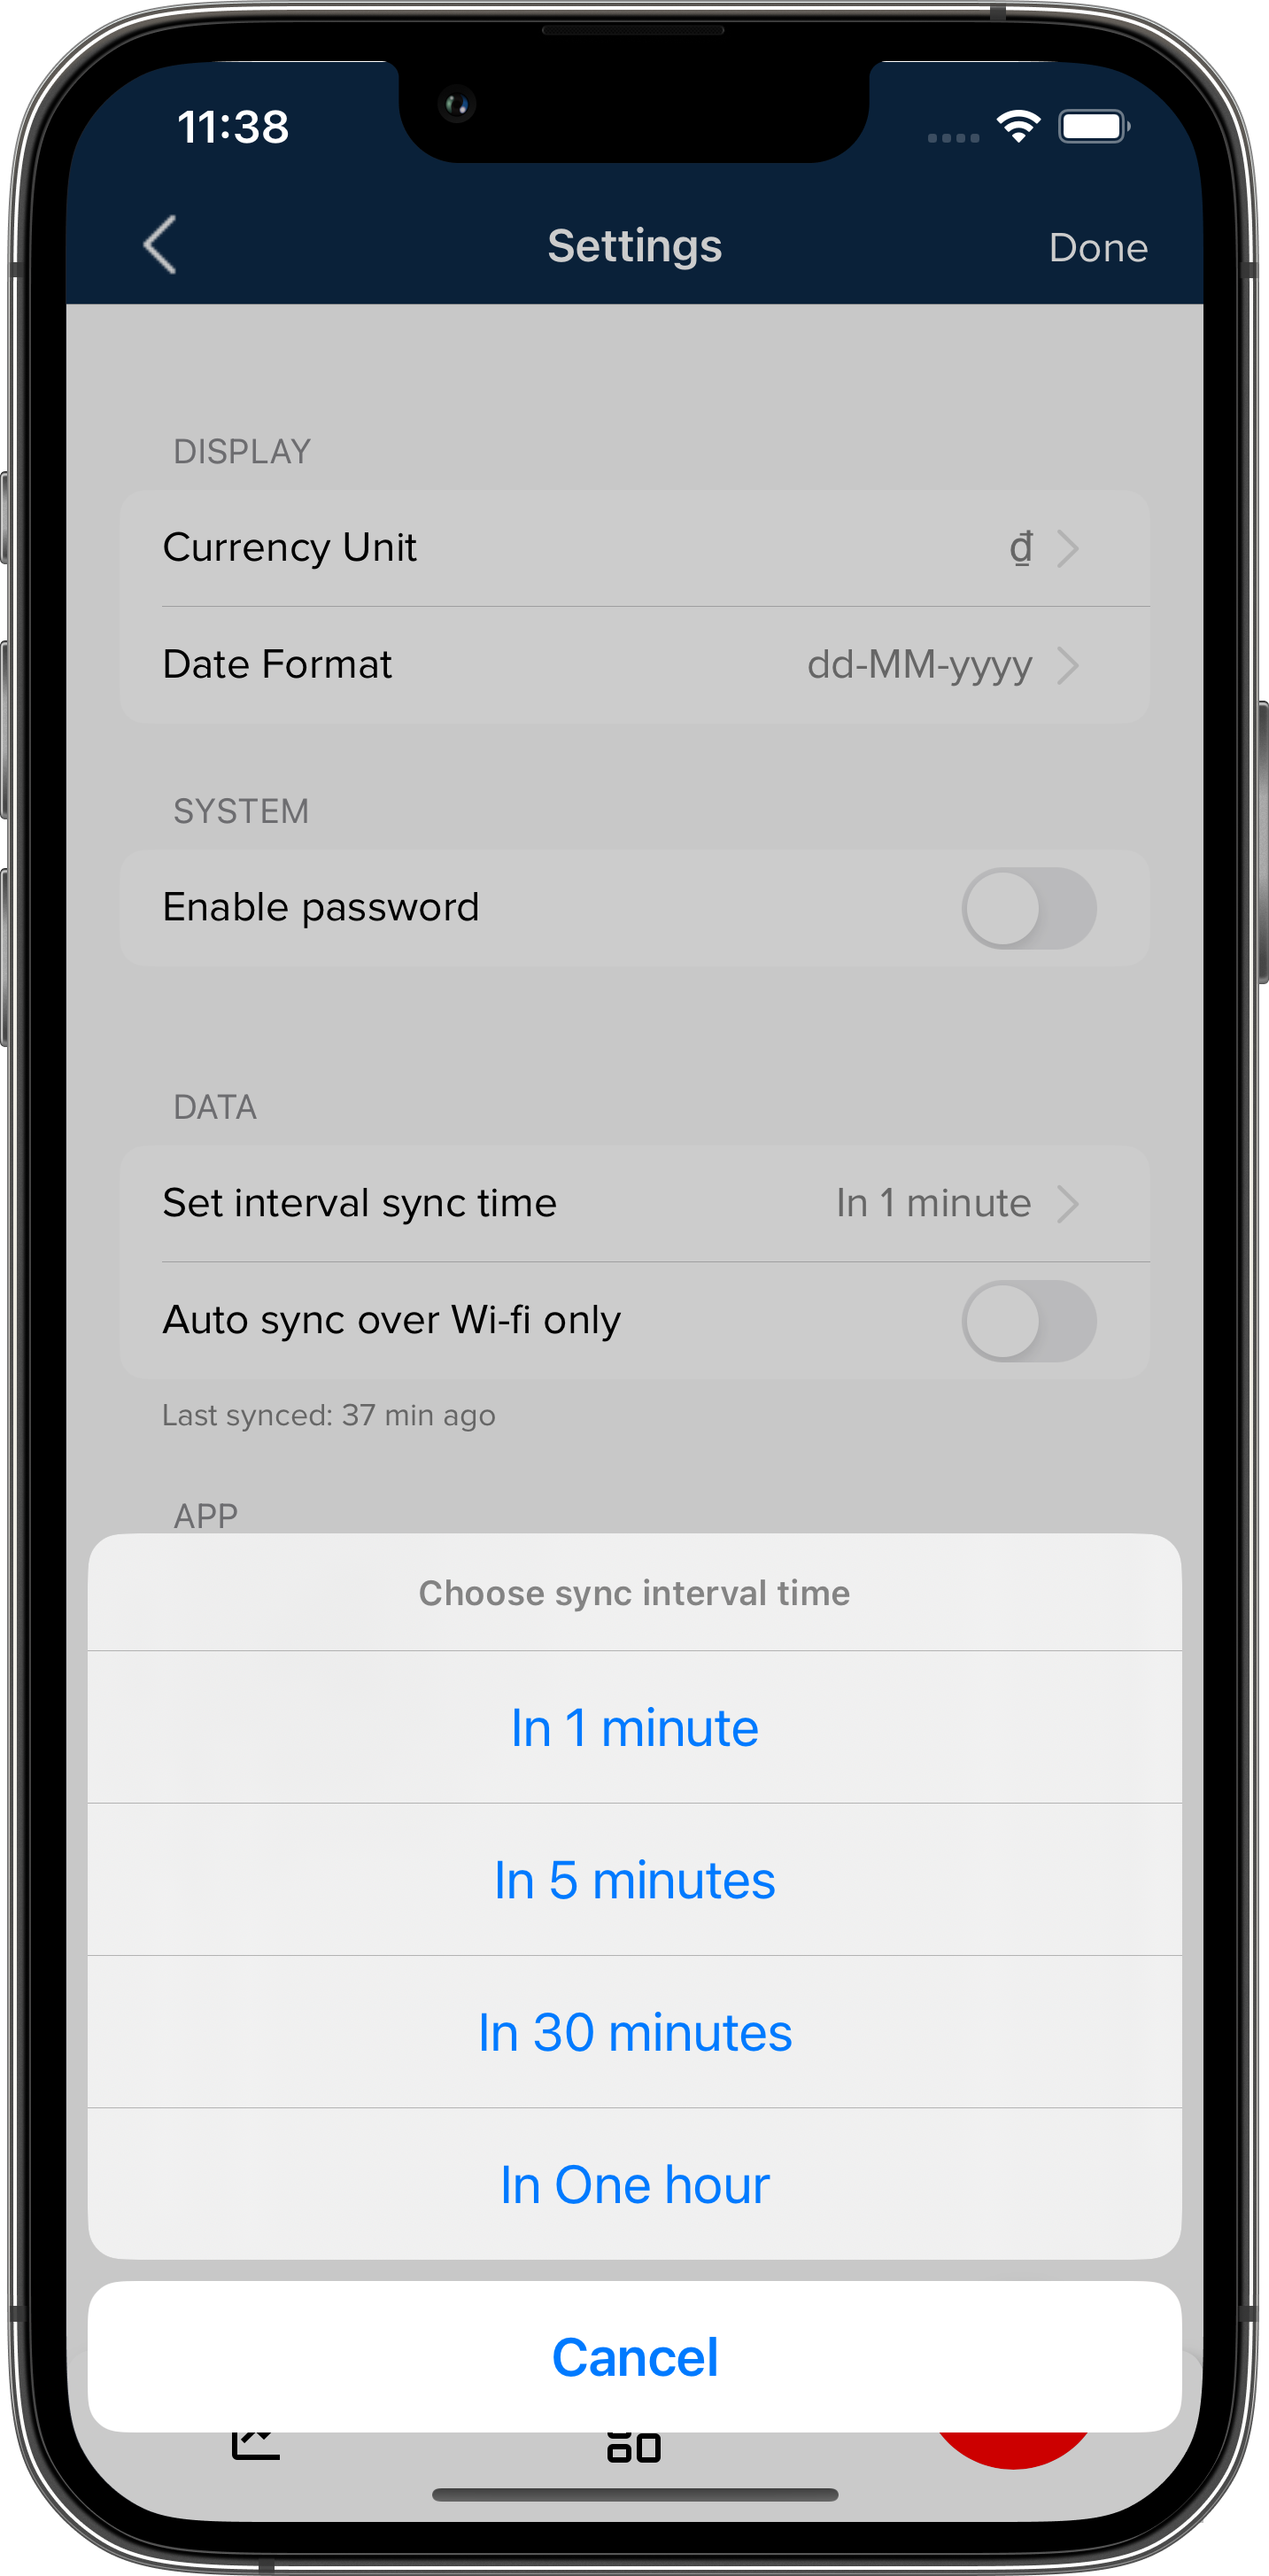 11:38
Settings
Done
DISPLAY
Currency Unit
₫
Date Format
dd-MM-yyyy
SYSTEM
Enable password
DATA
Set interval sync time
In 1 minute
Auto sync over Wi-fi only
Last synced: 37 min ago
APP
Choose sync interval time
In 1 minute
In 5 minutes
In 30 minutes
In One hour
Cancel